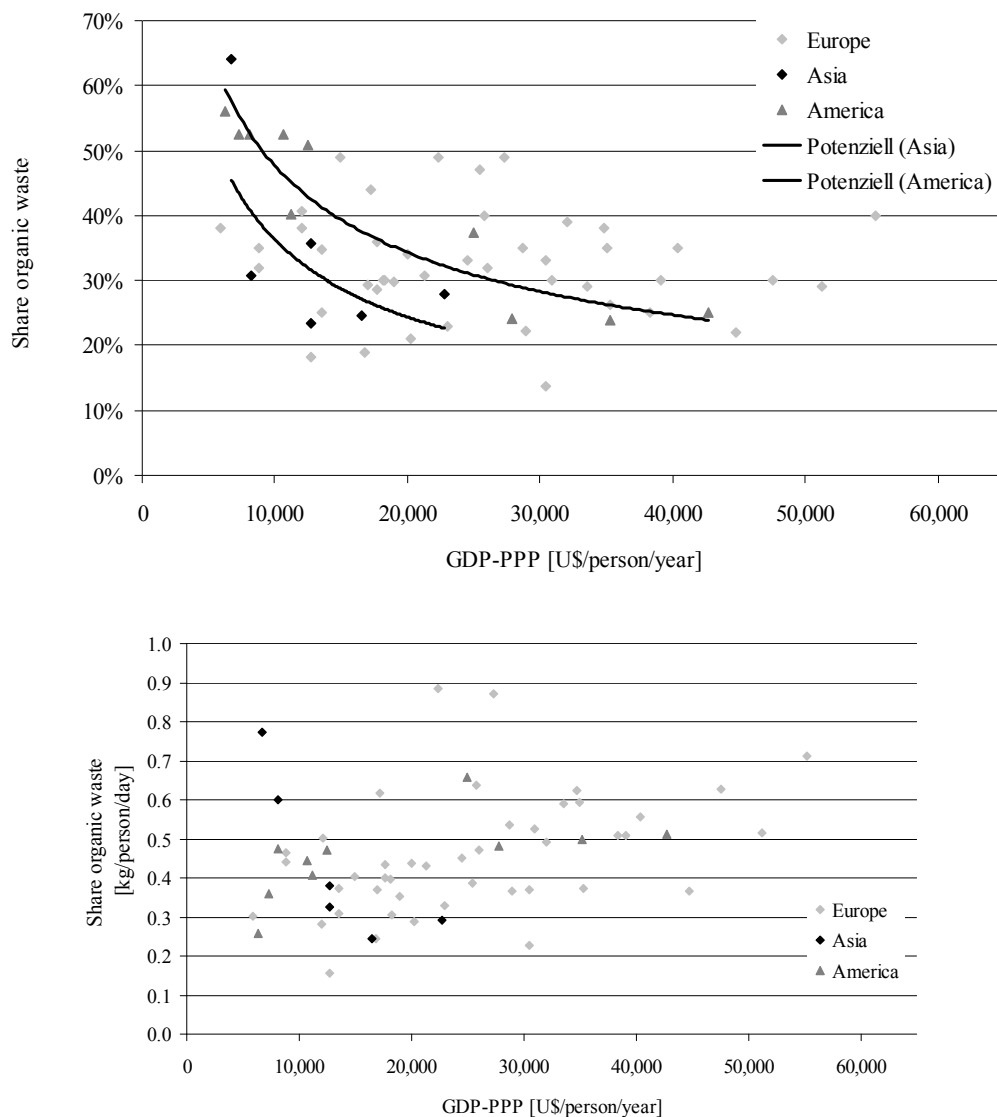 70%
60%
50%
40%
30%
20%
10%
0%
Share organic waste
Europe
Asia
America
Potenziell (Asia)
Potenziell (America)
0 10,000 20,000 30,000 40,000 50,000 60,000
GDP-PPP [U$/person/year]
1.0
0.9
0.8
0.7
0.6
0.5
0.4
0.3
0.2
0.1
0.0
Share organic waste
[kg/person/day]
Europe
Asia
America
0 10,000 20,000 30,000 40,000 50,000 60,000
GDP-PPP [U$/person/year]